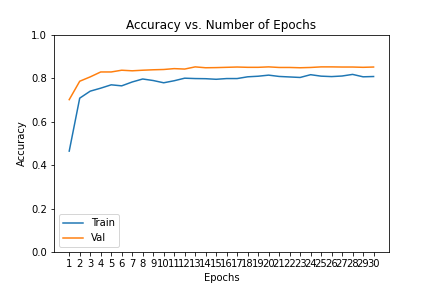 Accuracy vs. Number of Epochs
1.0
0.8
0.6
0.4
0.2
0.0
Accuracy
Train
Val
1 2 3 4 5 6 7 8 9 10 11 12 13 14 15 16 17 18 19 20 21 22 23 24 25 26 27 28 29 30
Epochs